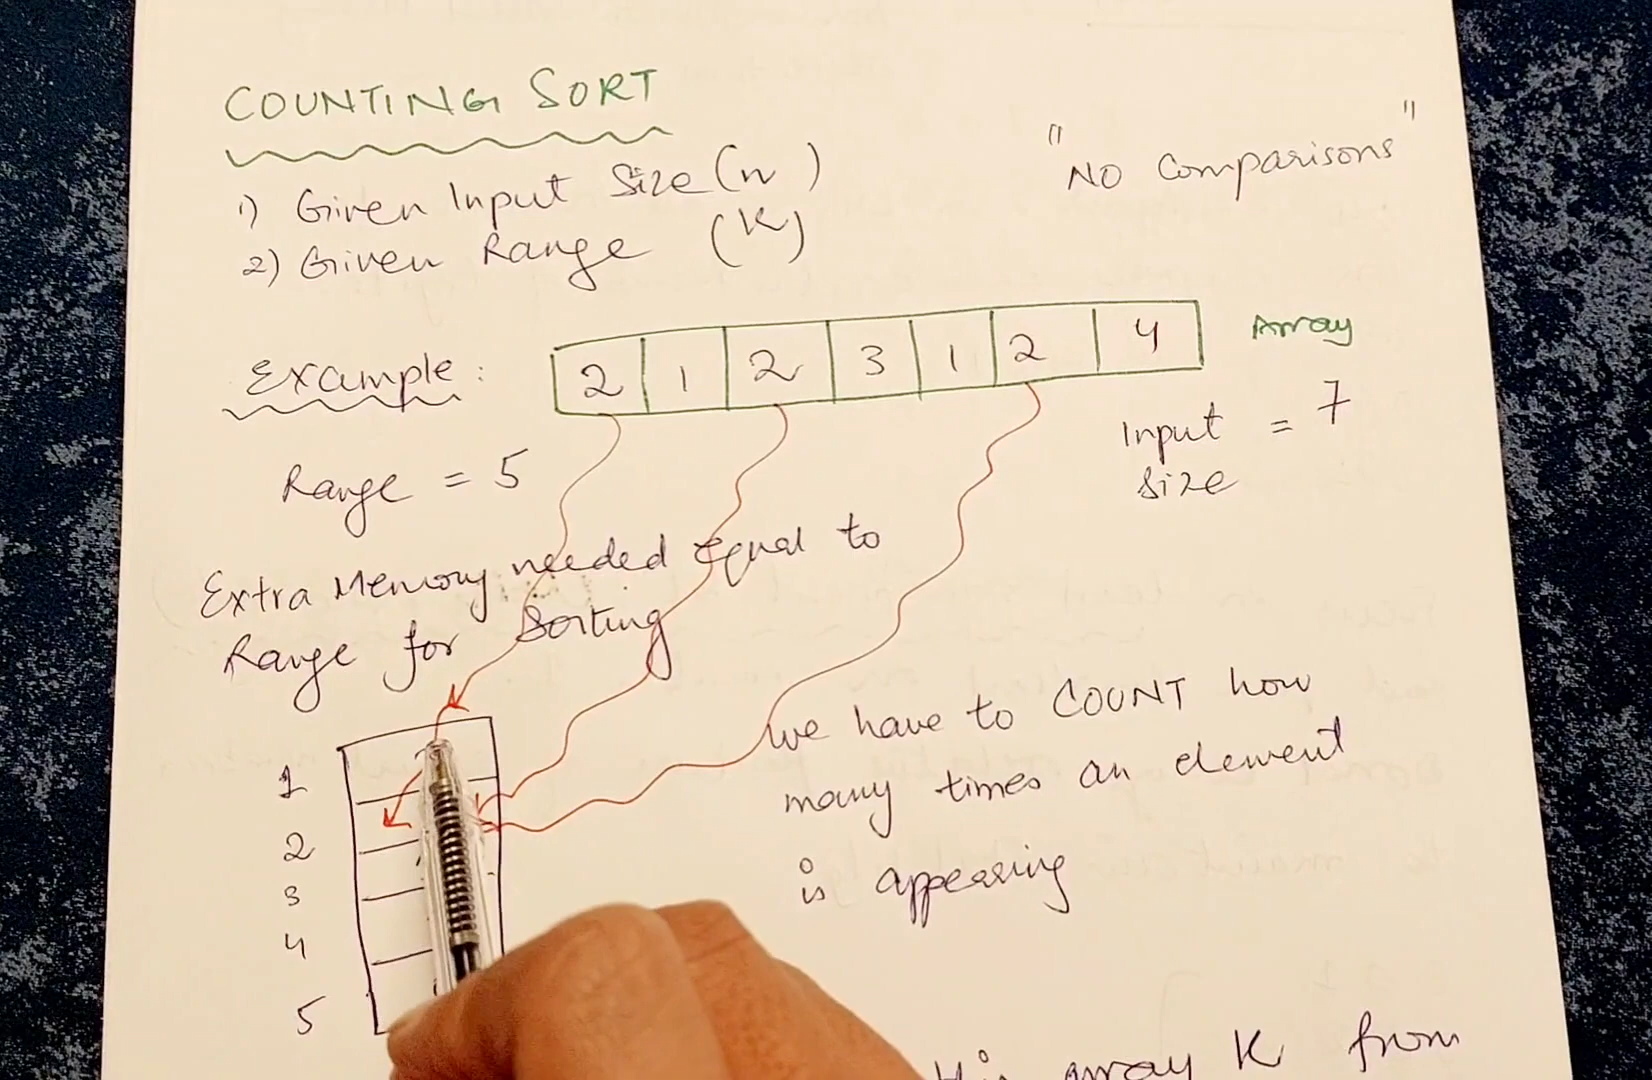 COUNTING SORT
1) Given Input Size (n)
2) Given Range (K)
"No Comparisons"
Example:
2 1 2 3 1 2 4
Array
Range = 5
Input Size = 7
Extra Memory needed equal to
Range for Sorting
1
2
3
4
5
we have to COUNT how
many times an element
is appearing
array K from